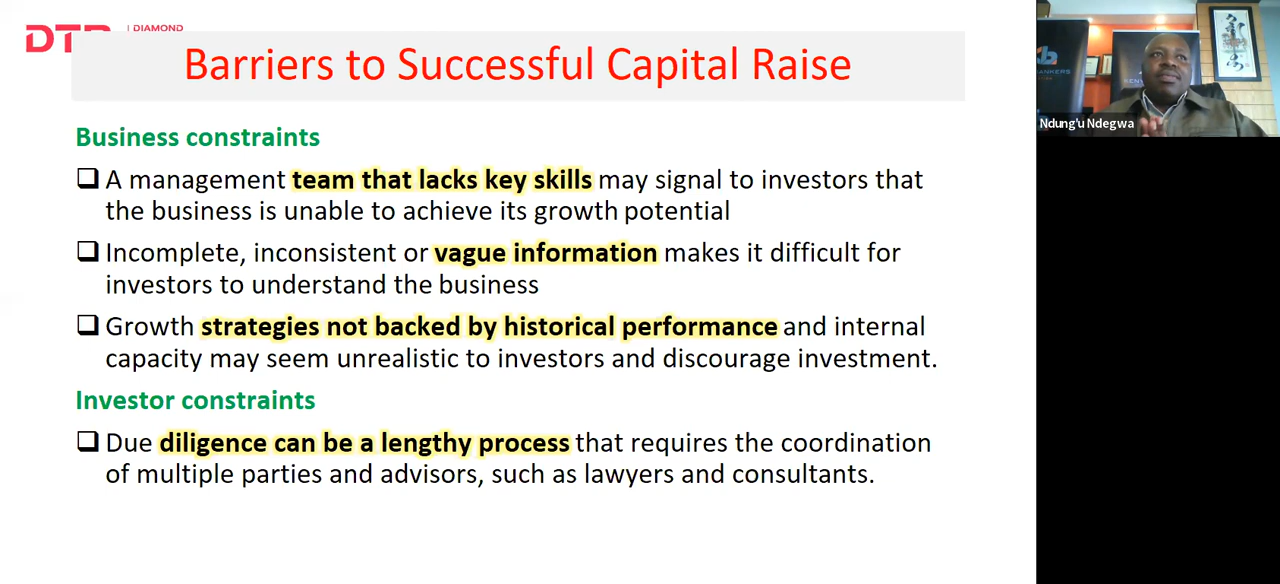 DTB | DIAMOND
Barriers to Successful Capital Raise
Business constraints
A management team that lacks key skills may signal to investors that
the business is unable to achieve its growth potential
Incomplete, inconsistent or vague information makes it difficult for
investors to understand the business
Growth strategies not backed by historical performance and internal
capacity may seem unrealistic to investors and discourage investment.
Investor constraints
Due diligence can be a lengthy process that requires the coordination
of multiple parties and advisors, such as lawyers and consultants.
Ndung'u Ndegwa